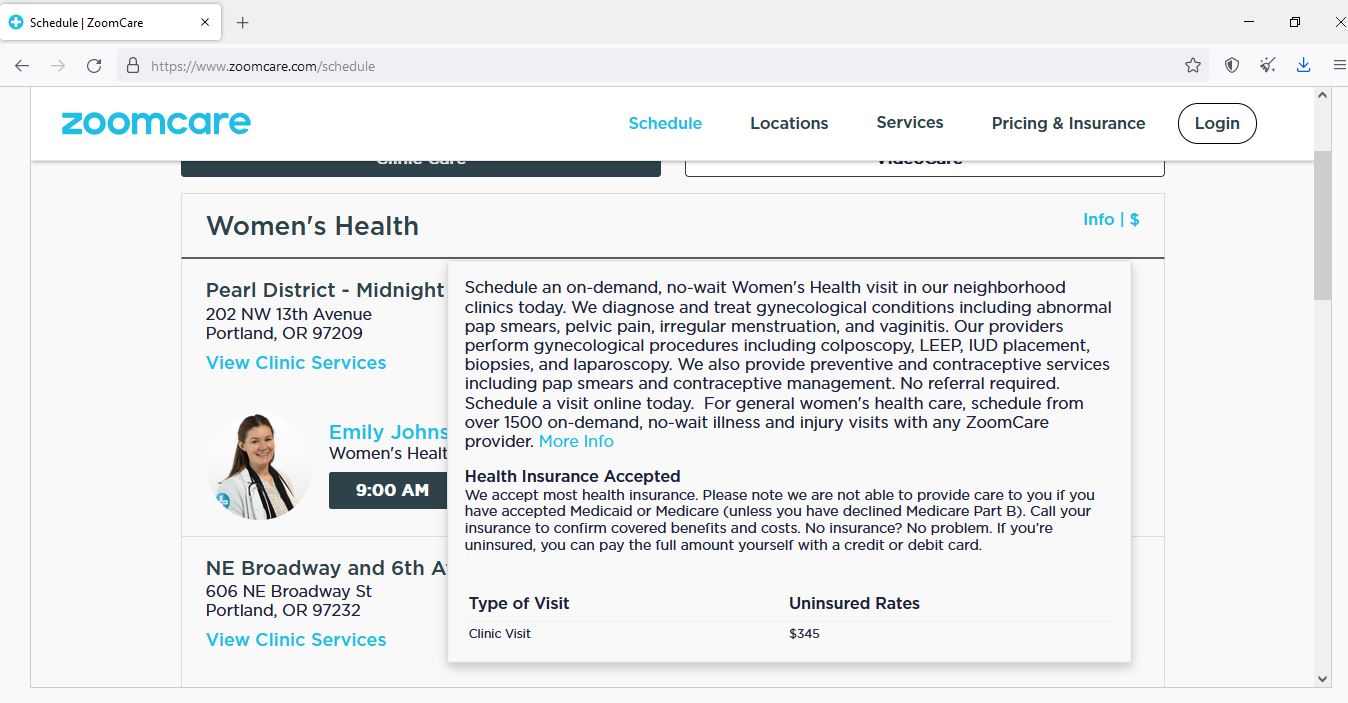 Schedule | ZoomCare
https://www.zoomcare.com/schedule
zoomcare
Schedule
Locations
Services
Pricing & Insurance
Login
Clinic Care
VideoCare
Women's Health
Info | $
Pearl District - Midnight
202 NW 13th Avenue
Portland, OR 97209
View Clinic Services
Emily Johns
Women's Healt
9:00 AM
NE Broadway and 6th A
606 NE Broadway St
Portland, OR 97232
View Clinic Services
Schedule an on-demand, no-wait Women's Health visit in our neighborhood
clinics today. We diagnose and treat gynecological conditions including abnormal
pap smears, pelvic pain, irregular menstruation, and vaginitis. Our providers
perform gynecological procedures including colposcopy, LEEP, IUD placement,
biopsies, and laparoscopy. We also provide preventive and contraceptive services
including pap smears and contraceptive management. No referral required.
Schedule a visit online today.  For general women's health care, schedule from
over 1500 on-demand, no-wait illness and injury visits with any ZoomCare
provider. More Info
Health Insurance Accepted
We accept most health insurance. Please note we are not able to provide care to you if you
have accepted Medicaid or Medicare (unless you have declined Medicare Part B). Call your
insurance to confirm covered benefits and costs. No insurance? No problem. If you're
uninsured, you can pay the full amount yourself with a credit or debit card.
Type of Visit
Uninsured Rates
Clinic Visit
$345